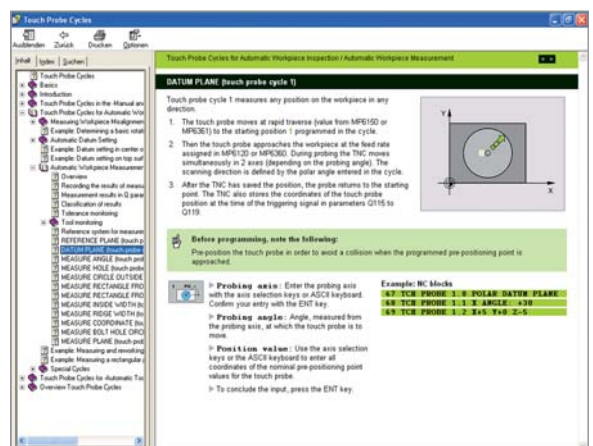 Touch Probe Cycles
Ausblenden Zurück Drucken Optionen
Inhalt Index Suchen
Touch Probe Cycles
Basics
Introduction
Touch Probe Cycles in the Manual an
Touch Probe Cycles for Automatic Wor
Measuring Workpiece Misalignmen
Example: Determining a basic rotati
Automatic Datum Setting
Example: Datum setting in center o
Example: Datum setting on top surf
Automatic Workpiece Measuremen
Overview
Recording the results of measu
Measurement results in Q para
Classification of results
Tolerance monitoring
Tool monitoring
Reference system for measurem
REFERENCE PLANE (touch p
DATUM PLANE (touch probe
MEASURE ANGLE (touch prob
MEASURE HOLE (touch probe
MEASURE CIRCLE OUTSIDE
MEASURE RECTANGLE FRO
MEASURE RECTANGLE FRO
MEASURE INSIDE WIDTH (to
MEASURE RIDGE WIDTH (to
MEASURE COORDINATE (to
MEASURE BOLT HOLE CIRC
MEASURE PLANE (touch prob
Example: Measuring and reworking
Example: Measuring a rectangular
Special Cycles
Touch Probe Cycles for Automatic Too
Overview Touch Probe Cycles
Touch Probe Cycles for Automatic Workpiece Inspection / Automatic Workpiece Measurement
DATUM PLANE (touch probe cycle 1)
Touch probe cycle 1 measures any position on the workpiece in any
direction.
1. The touch probe moves at rapid traverse (value from MP6150 or
MP6361) to the starting position 1 programmed in the cycle.
2. Then the touch probe approaches the workpiece at the feed rate
assigned in MP6120 or MP6360. During probing the TNC moves
simultaneously in 2 axes (depending on the probing angle). The
scanning direction is defined by the polar angle entered in the cycle.
3. After the TNC has saved the position, the probe returns to the starting
point. The TNC also stores the coordinates of the touch probe
position at the time of the triggering signal in parameters Q115 to
Q119.
Y
X
Before programming, note the following:
Pre-position the touch probe in order to avoid a collision when the programmed pre-positioning point is
approached.
Probing axis: Enter the probing axis
with the axis selection keys or ASCII keyboard.
Confirm your entry with the ENT key.
Probing angle: Angle, measured from
the probing axis, at which the touch probe is to
move.
Position value: Use the axis selection
keys or the ASCII keyboard to enter all
coordinates of the nominal pre-positioning point
values for the touch probe.
To conclude the input, press the ENT key.
Example: NC blocks
67 TCH PROBE 1.0 POLAR DATUM PLANE
68 TCH PROBE 1.1 X ANGLE: +30
69 TCH PROBE 1.2 X+5 Y+0 Z-5